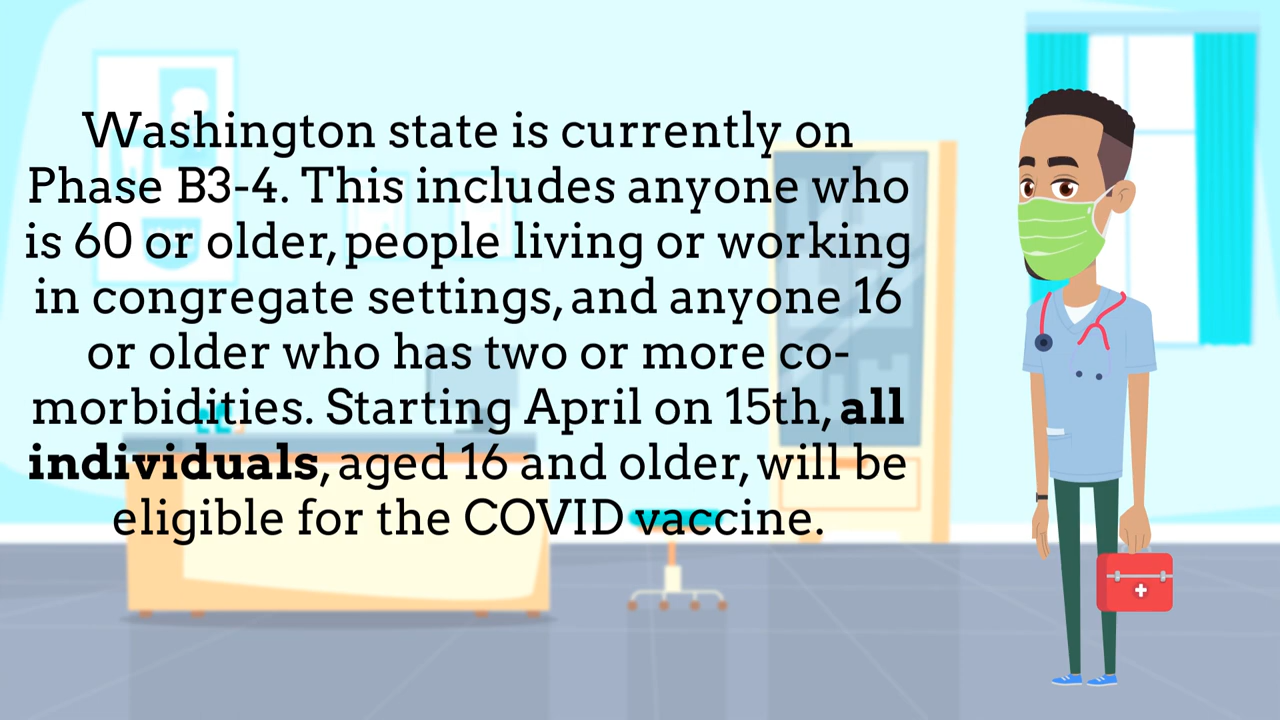 Washington state is currently on
Phase B3-4. This includes anyone who
is 60 or older, people living or working
in congregate settings, and anyone 16
or older who has two or more co-
morbidities. Starting April on 15th, all
individuals, aged 16 and older, will be
eligible for the COVID vaccine.